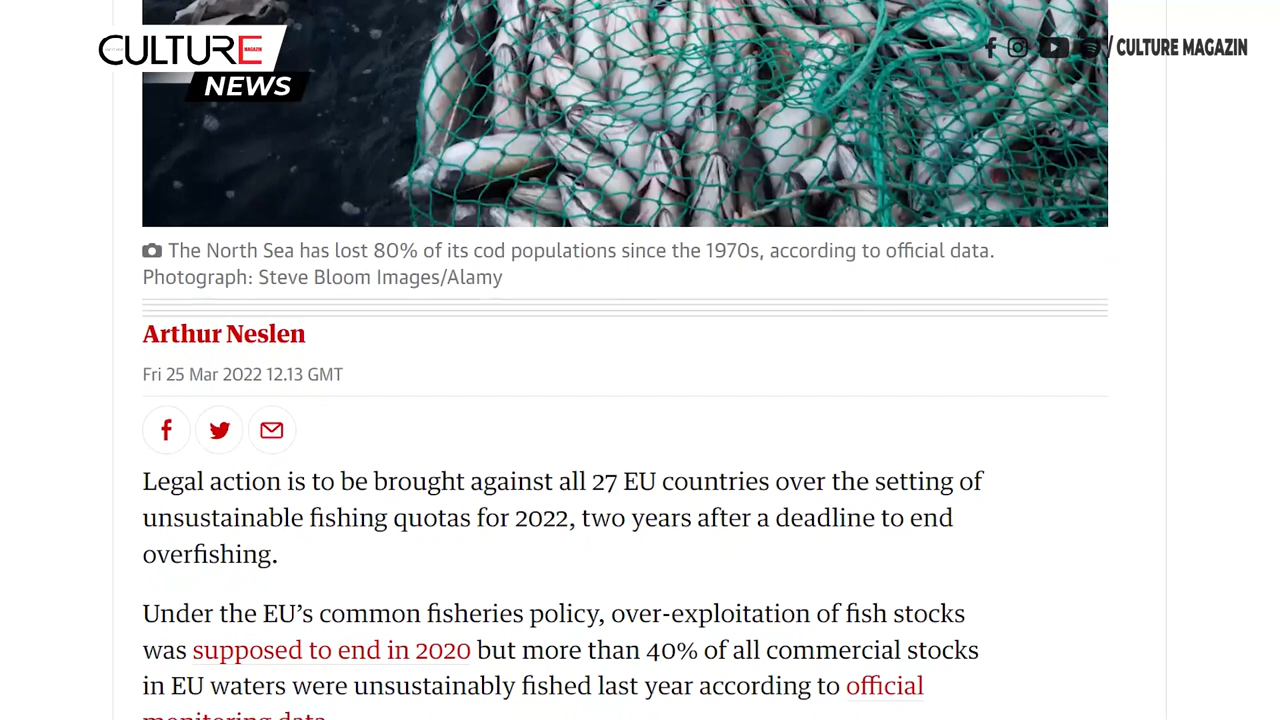 CULTURE
MAGAZIN
NEWS
/ CULTURE MAGAZIN
The North Sea has lost 80% of its cod populations since the 1970s, according to official data.
Photograph: Steve Bloom Images/Alamy
Arthur Neslen
Fri 25 Mar 2022 12.13 GMT
Legal action is to be brought against all 27 EU countries over the setting of
unsustainable fishing quotas for 2022, two years after a deadline to end
overfishing.
Under the EU’s common fisheries policy, over-exploitation of fish stocks
was supposed to end in 2020 but more than 40% of all commercial stocks
in EU waters were unsustainably fished last year according to official
monitoring data.